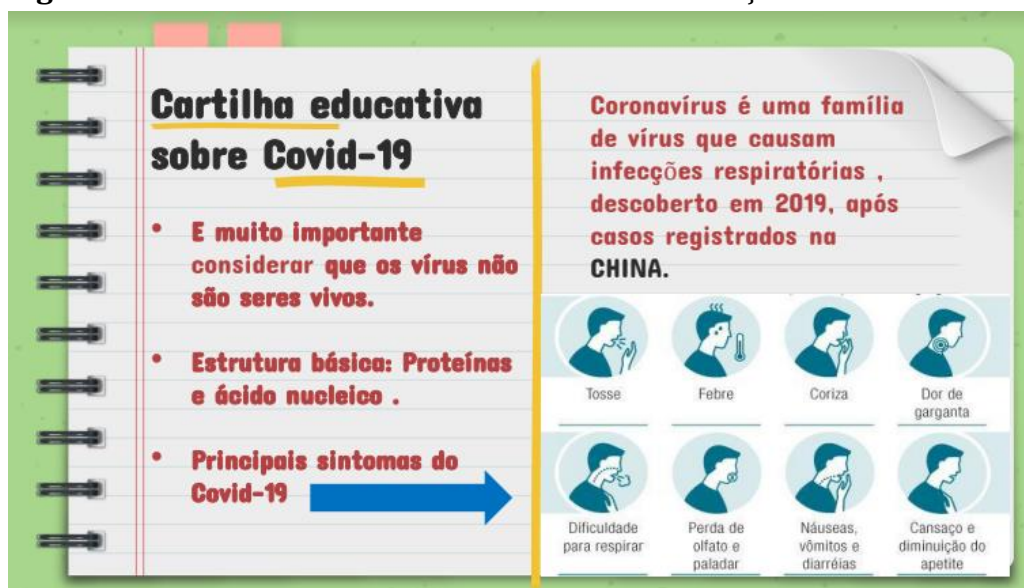 Cartilha educativa
sobre Covid-19
• E muito importante
considerar que os vírus não
são seres vivos.
• Estrutura básica: Proteínas
e ácido nucleico .
• Principais sintomas do
Covid-19
Coronavírus é uma família
de vírus que causam
infecções respiratórias ,
descoberto em 2019, após
casos registrados na
CHINA.
Tosse
Febre
Coriza
Dor de
garganta
Dificuldade
para respirar
Perda de
olfato e
paladar
Náuseas,
vômitos e
diarréias
Cansaço e
diminuição do
apetite